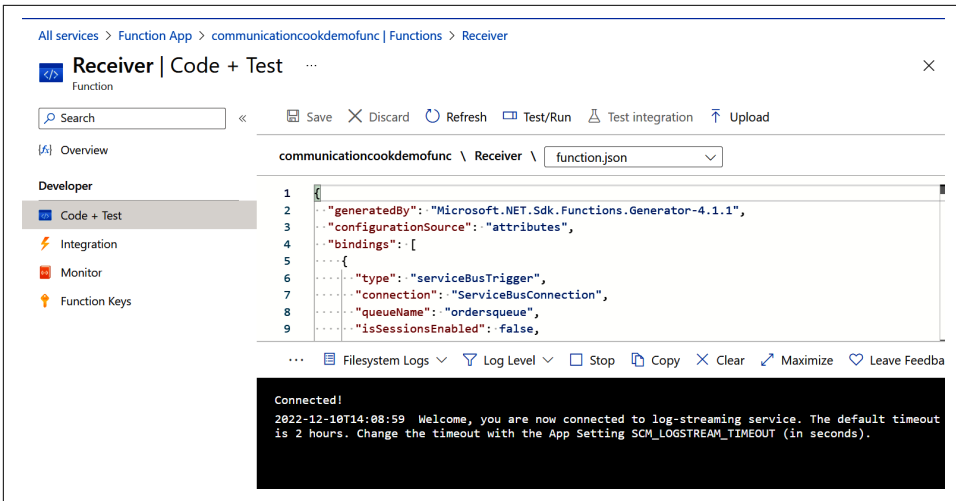 All services > Function App > communicationcookdemofunc | Functions > Receiver
Receiver | Code + Test ...
Function
Search
«
Save Discard Refresh Test/Run Test integration Upload
Overview
communicationcookdemofunc \ Receiver \ function.json
Developer
Code + Test
Integration
Monitor
Function Keys
1 {
2 "generatedBy": "Microsoft.NET.Sdk.Functions.Generator-4.1.1",
3 "configurationSource": "attributes",
4 "bindings": [
5 {
6 "type": "serviceBusTrigger",
7 "connection": "ServiceBusConnection",
8 "queueName": "ordersqueue",
9 "isSessionsEnabled": false,
... Filesystem Logs Log Level Stop Copy Clear Maximize Leave Feedba
Connected!
2022-12-10T14:08:59 Welcome, you are now connected to log-streaming service. The default timeout
is 2 hours. Change the timeout with the App Setting SCM_LOGSTREAM_TIMEOUT (in seconds).